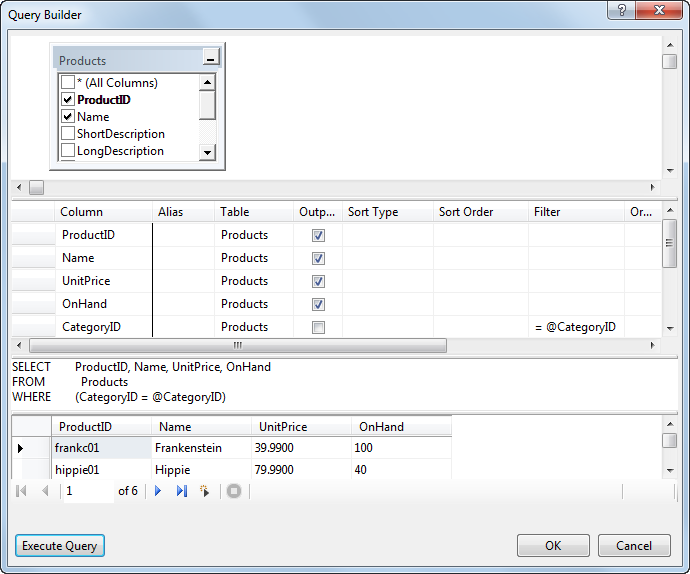 Query Builder
Products
* (All Columns)
ProductID
Name
ShortDescription
LongDescription
Column Alias Table Outp... Sort Type Sort Order Filter Or...
ProductID Products
Name Products
UnitPrice Products
OnHand Products
CategoryID Products = @CategoryID
SELECT ProductID, Name, UnitPrice, OnHand
FROM Products
WHERE (CategoryID = @CategoryID)
ProductID Name UnitPrice OnHand
frankc01 Frankenstein 39.9900 100
hippie01 Hippie 79.9900 40
1 of 6
Execute Query OK Cancel